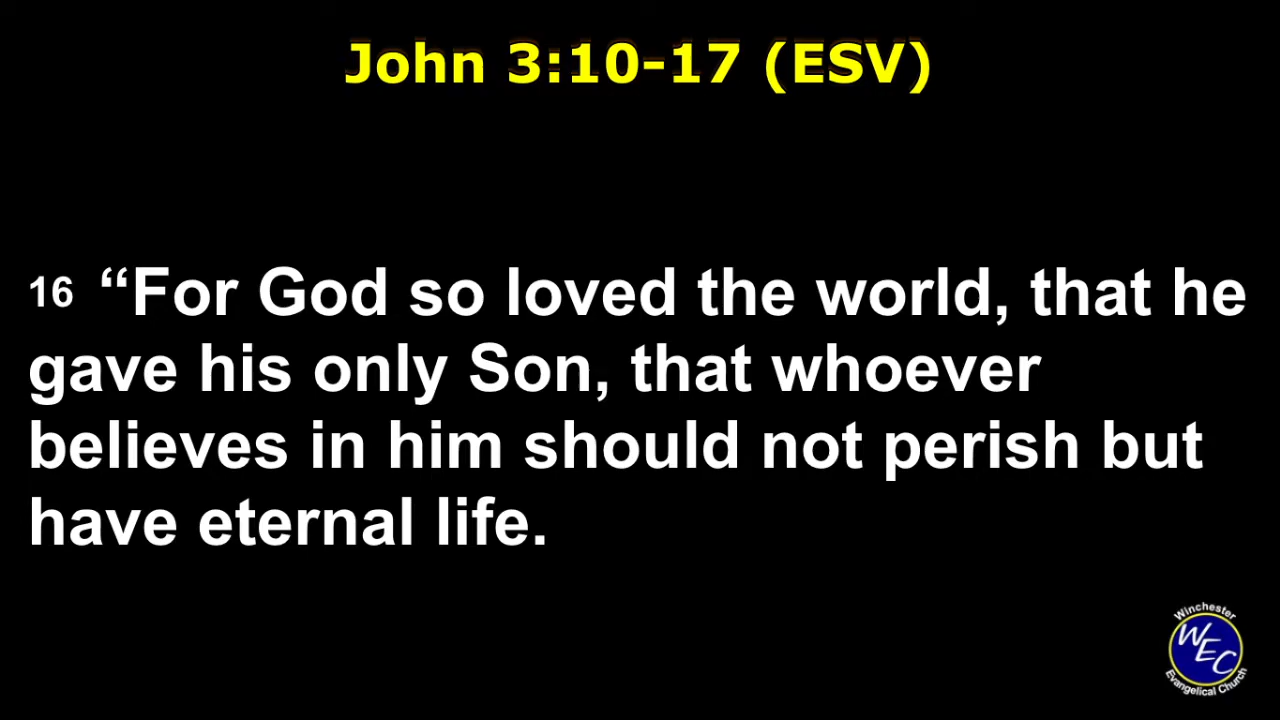 John 3:10-17 (ESV)
16 “For God so loved the world, that he
gave his only Son, that whoever
believes in him should not perish but
have eternal life.
Winchester
WEC
Evangelical Church